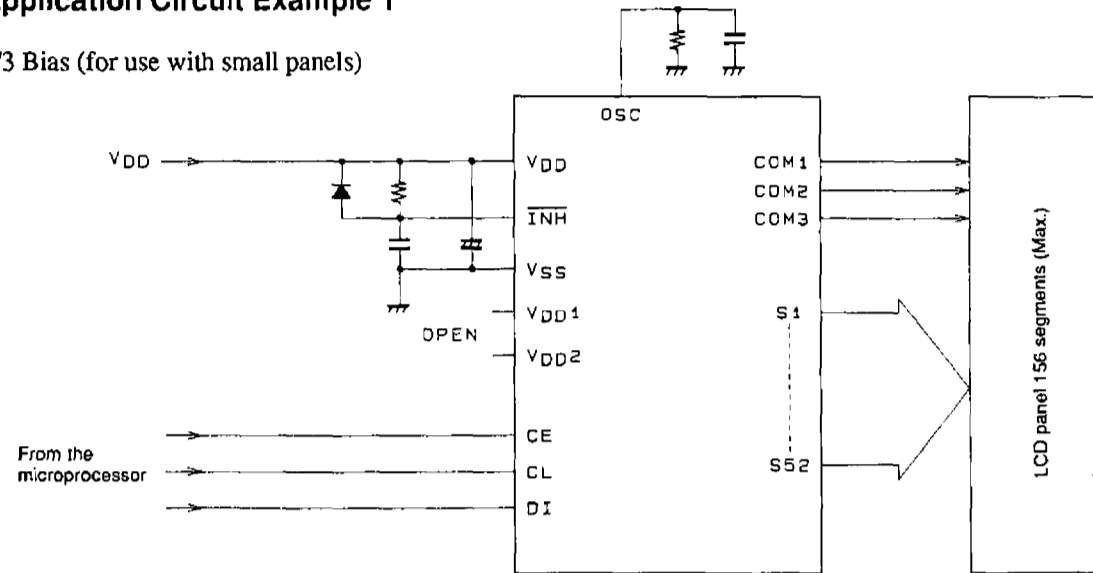 pplication Circuit Example 1
/3 Bias (for use with small panels)
OSC
VDD
VDD
INH
VSS
VDD1
OPEN
VDD2
From the
microprocessor
CE
CL
DI
COM1
COM2
COM3
S1
S52
LCD panel 156 segments (Max.)